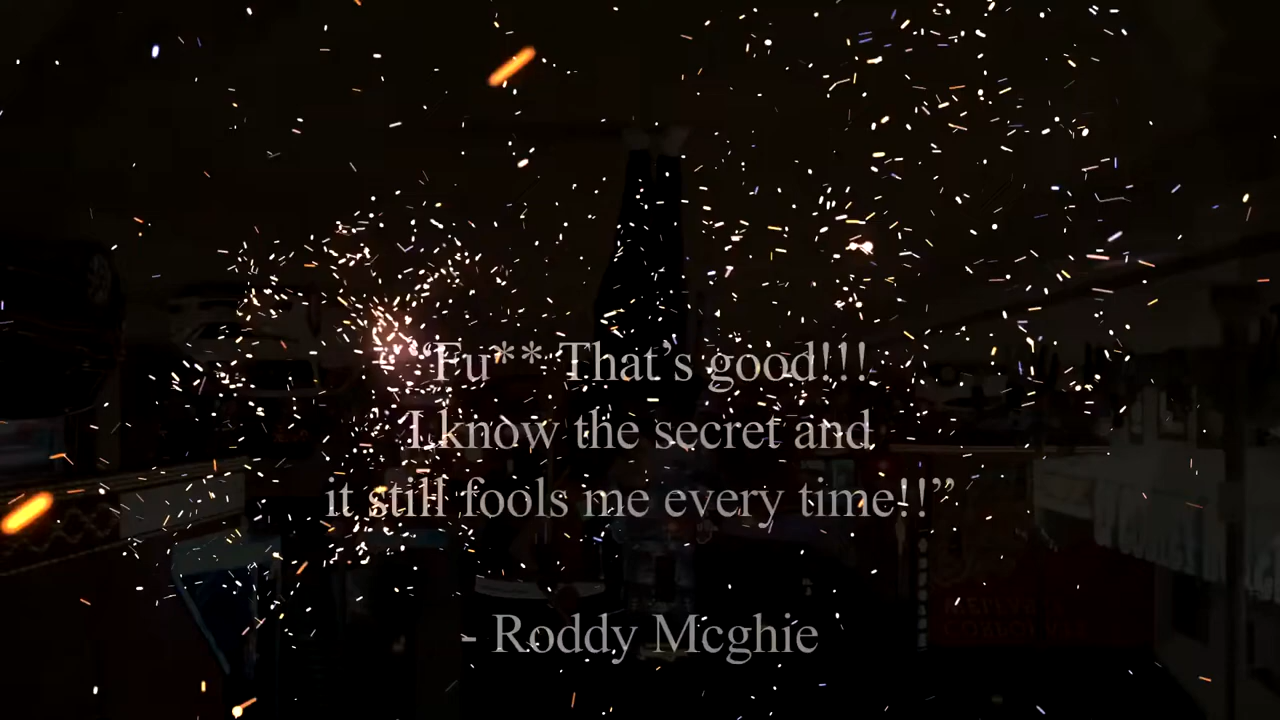 “Fu** That’s good!!!
I know the secret and
it still fools me every time!!”
- Roddy Mcghie